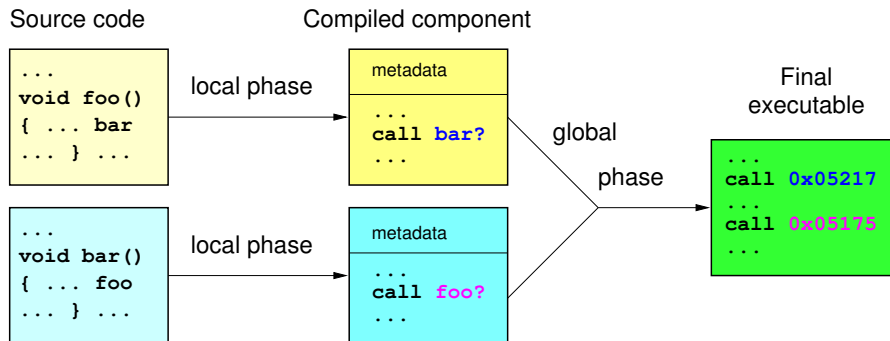 Source code
Compiled component
...
void foo()
{ ... bar
... } ...
local phase
metadata
...
call bar?
...
global
phase
Final
executable
...
call 0x05217
...
call 0x05175
...
...
void bar()
{ ... foo
... } ...
local phase
metadata
...
call foo?
...